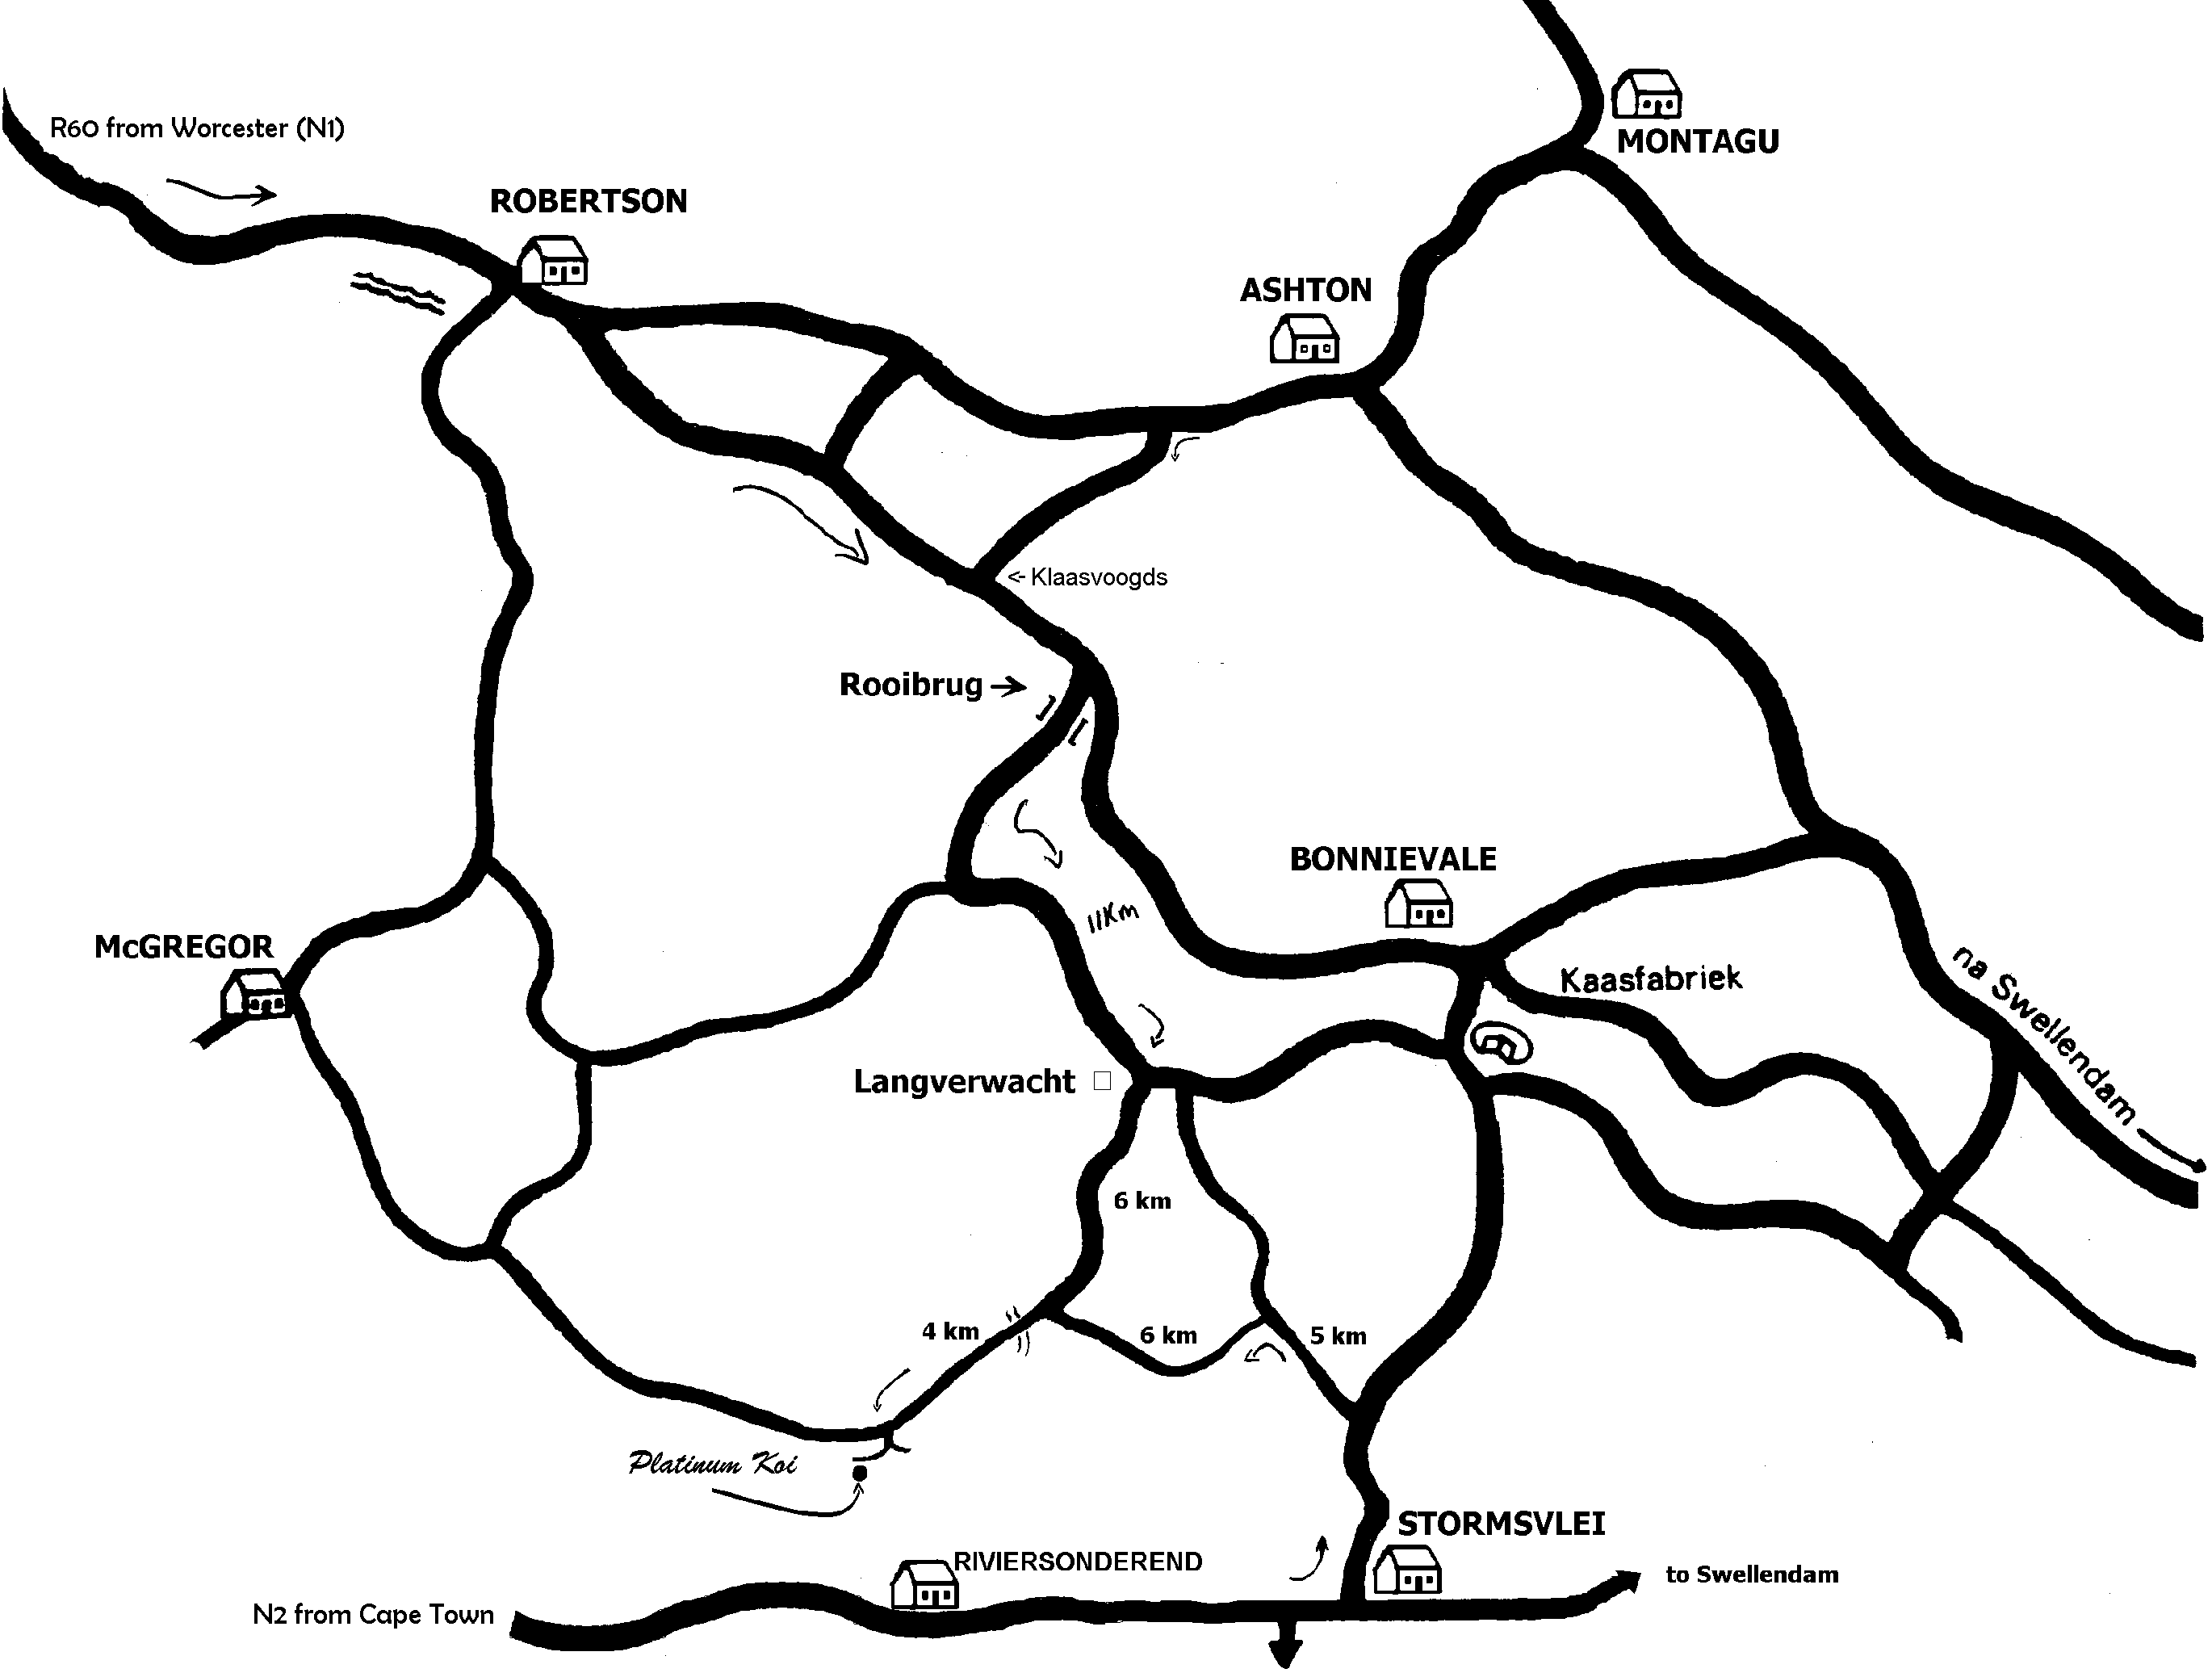 R60 from Worcester (N1)
MONTAGU
ROBERTSON
ASHTON
<- Klaasvoogds
Rooibrug
BONNIEVALE
11Km
McGREGOR
Kaasfabriek
na Swellendam
Langverwacht
6 km
4 km
6 km
5 km
Platinum Koi
STORMSVLEI
RIVIERSONDEREND
to Swellendam
N2 from Cape Town